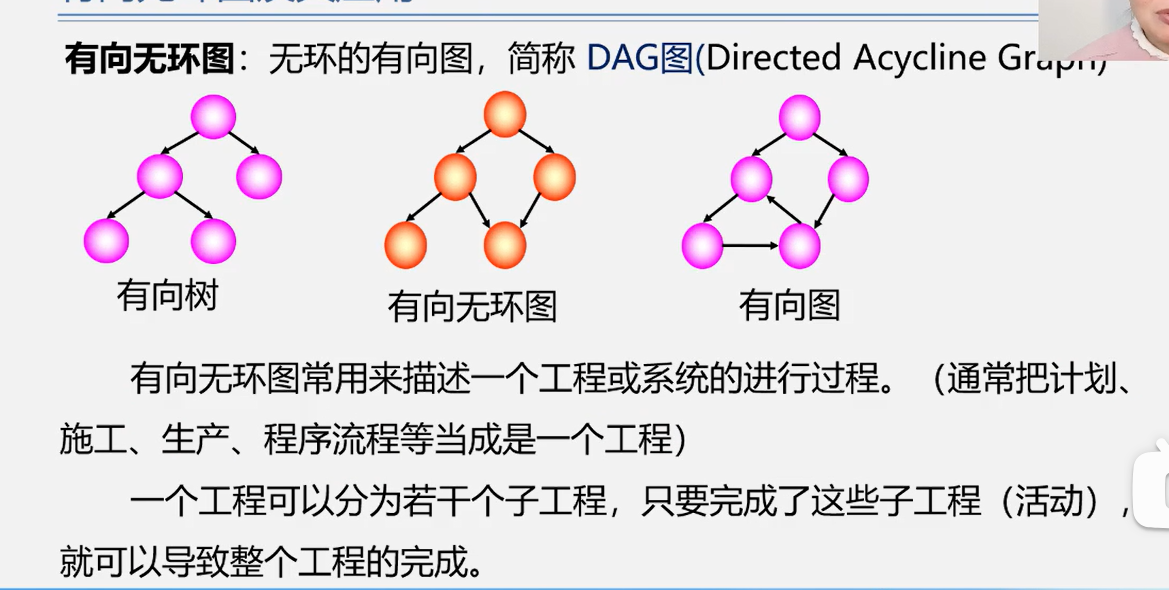 有向无环图：无环的有向图，简称 DAG图(Directed Acycline Graph)
有向树
有向无环图
有向图
有向无环图常用来描述一个工程或系统的进行过程。（通常把计划、
施工、生产、程序流程等当成是一个工程）
一个工程可以分为若干个子工程，只要完成了这些子工程（活动），
就可以导致整个工程的完成。